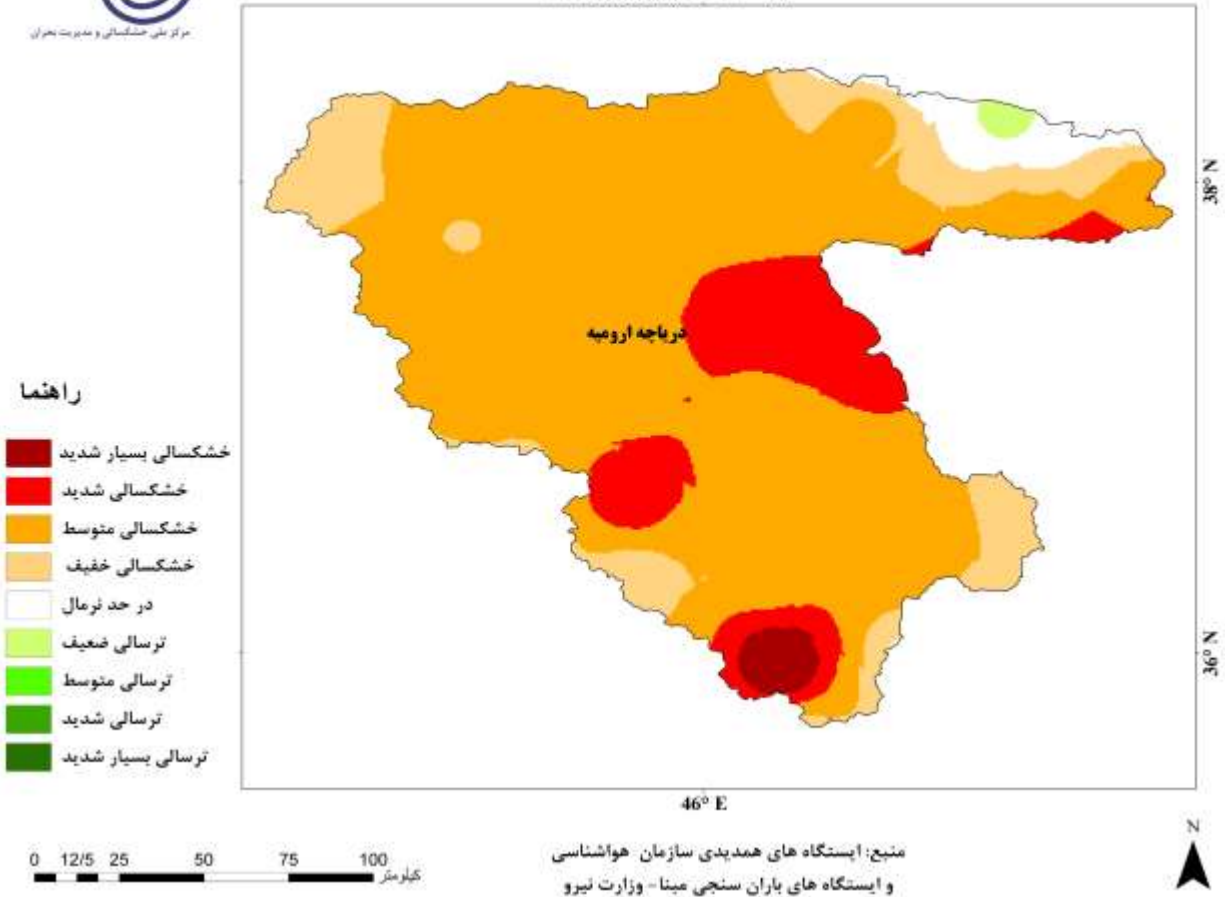 مرکز ملی خشکسالی و مدیریت بحران
38° N
دریاچه ارومیه
راهنما
خشکسالی بسیار شدید
خشکسالی شدید
خشکسالی متوسط
خشکسالی خفیف
در حد نرمال
ترسالی ضعیف
ترسالی متوسط
ترسالی شدید
ترسالی بسیار شدید
36° N
46° E
N
0 12/5 25 50 75 100
کیلومتر
منبع: ایستگاه های همدیدی سازمان هواشناسی
و ایستگاه های باران سنجی مبنا - وزارت نیرو